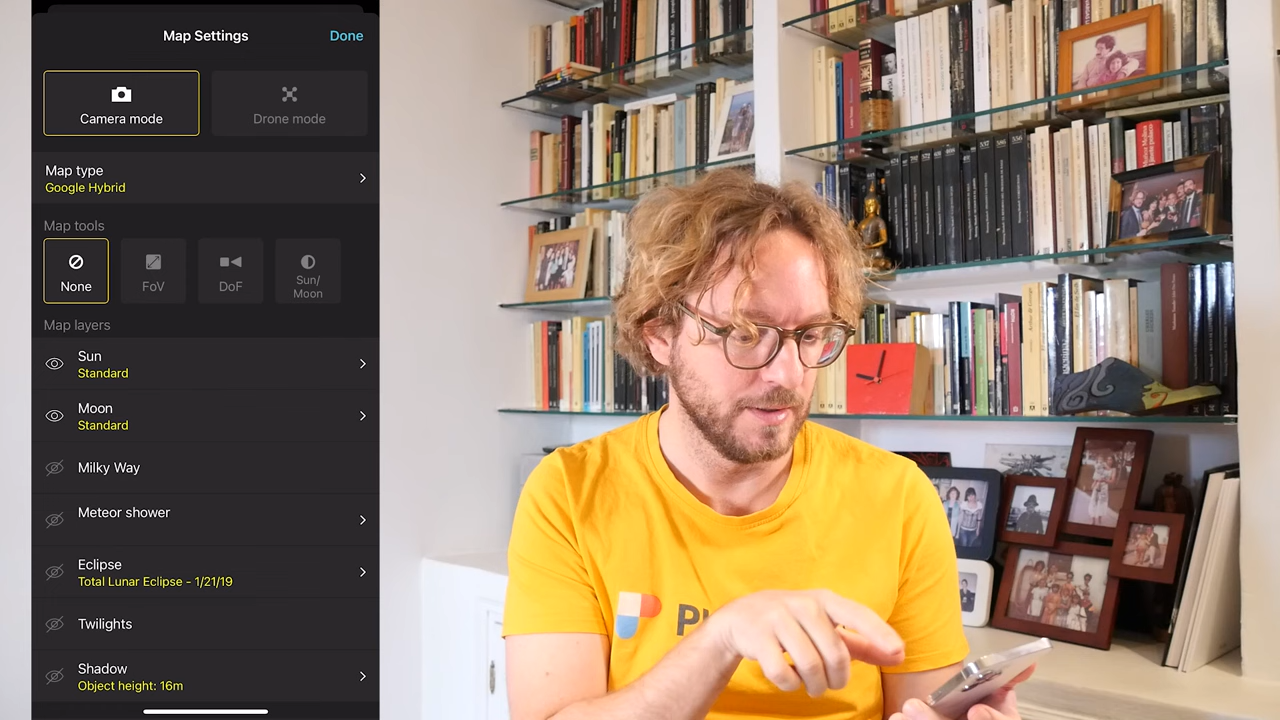 Map Settings
Done
Camera mode
Drone mode
Map type
Google Hybrid
Map tools
None
FoV
DoF
Sun/
Moon
Map layers
Sun
Standard
Moon
Standard
Milky Way
Meteor shower
Eclipse
Total Lunar Eclipse - 1/21/19
Twilights
Shadow
Object height: 16m